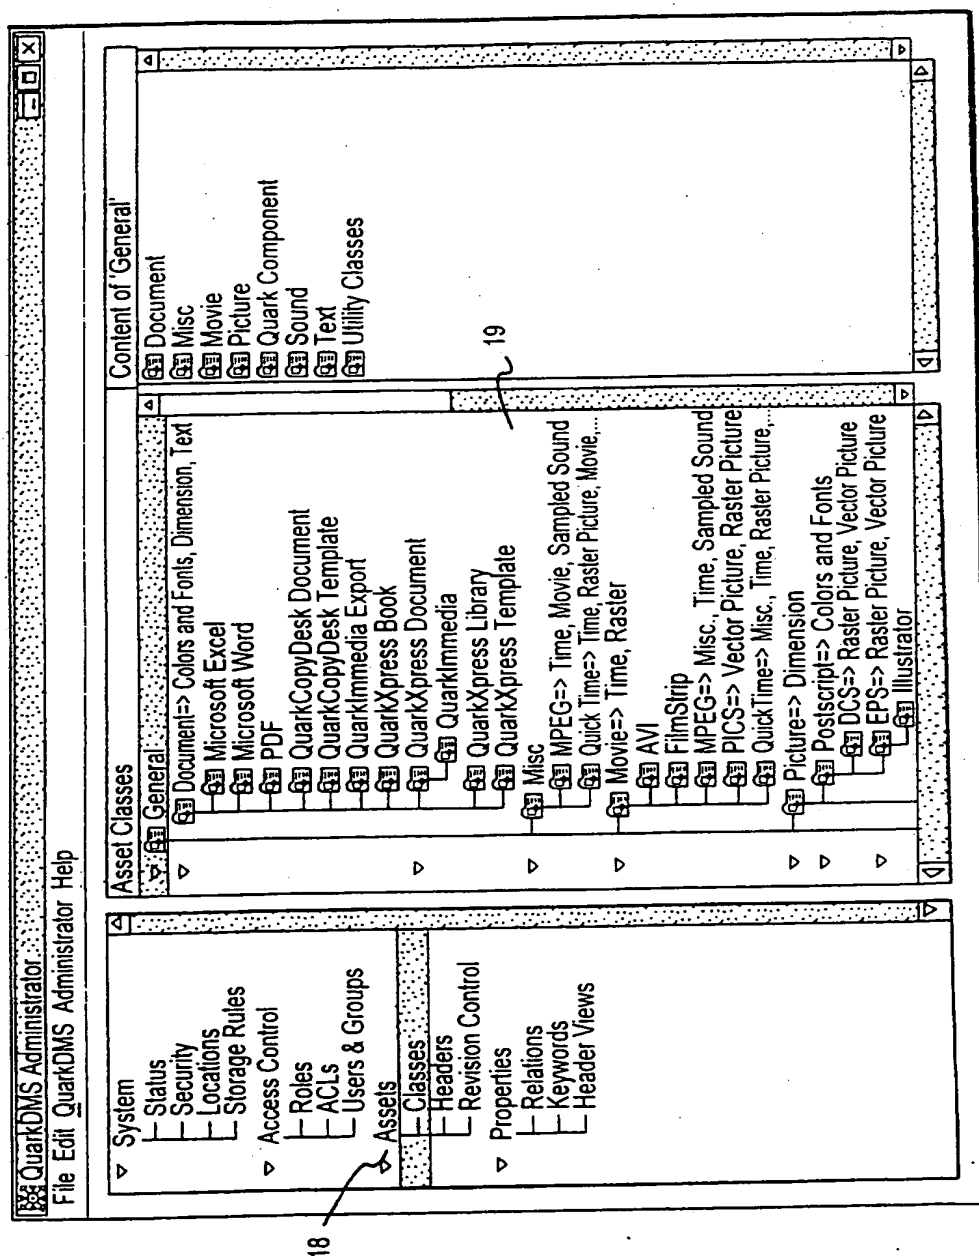 QuarkDMS Administrator
File Edit QuarkDMS Administrator Help
System
Status
Security
Locations
Storage Rules
Access Control
Roles
ACLs
Users & Groups
Assets
Classes
Headers
Revision Control
Properties
Relations
Keywords
Header Views
18
Asset Classes
General
Document=> Colors and Fonts, Dimension, Text
Microsoft Excel
Microsoft Word
PDF
QuarkCopyDesk Document
QuarkCopyDesk Template
QuarkImmedia Export
QuarkXpress Book
QuarkXpress Document
QuarkImmedia
QuarkXpress Library
QuarkXpress Template
Misc
MPEG=> Time, Movie, Sampled Sound
Quick Time=> Time, Raster Picture, Movie,...
Movie=> Time, Raster
AVI
FilmStrip
MPEG=> Misc., Time, Sampled Sound
PICS=> Vector Picture, Raster Picture
QuickTime=> Misc., Time, Raster Picture,...
Picture=> Dimension
Postscript=> Colors and Fonts
DCS=> Raster Picture, Vector Picture
EPS=> Raster Picture, Vector Picture
Illustrator
19
Content of 'General'
Document
Misc
Movie
Picture
Quark Component
Sound
Text
Utility Classes